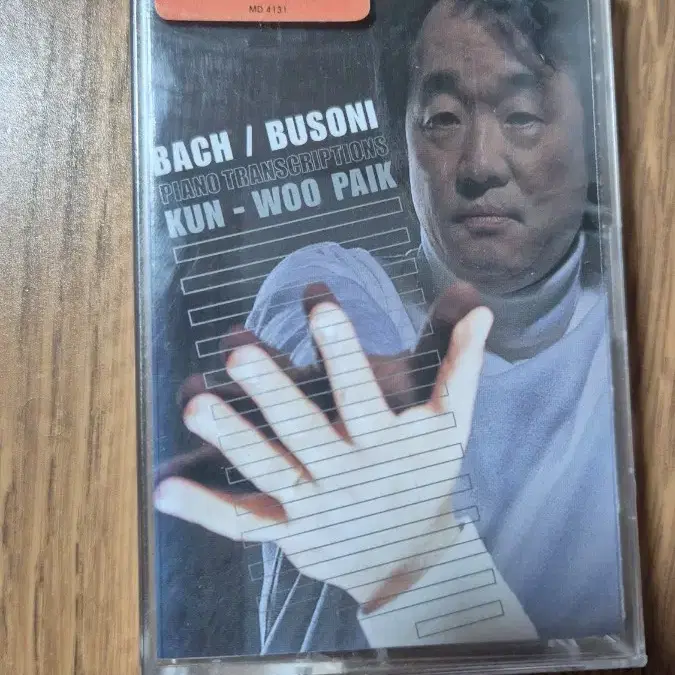 MD 4131
BACH / BUSONI
PIANO TRANSCRIPTIONS
KUN - WOO PAIK